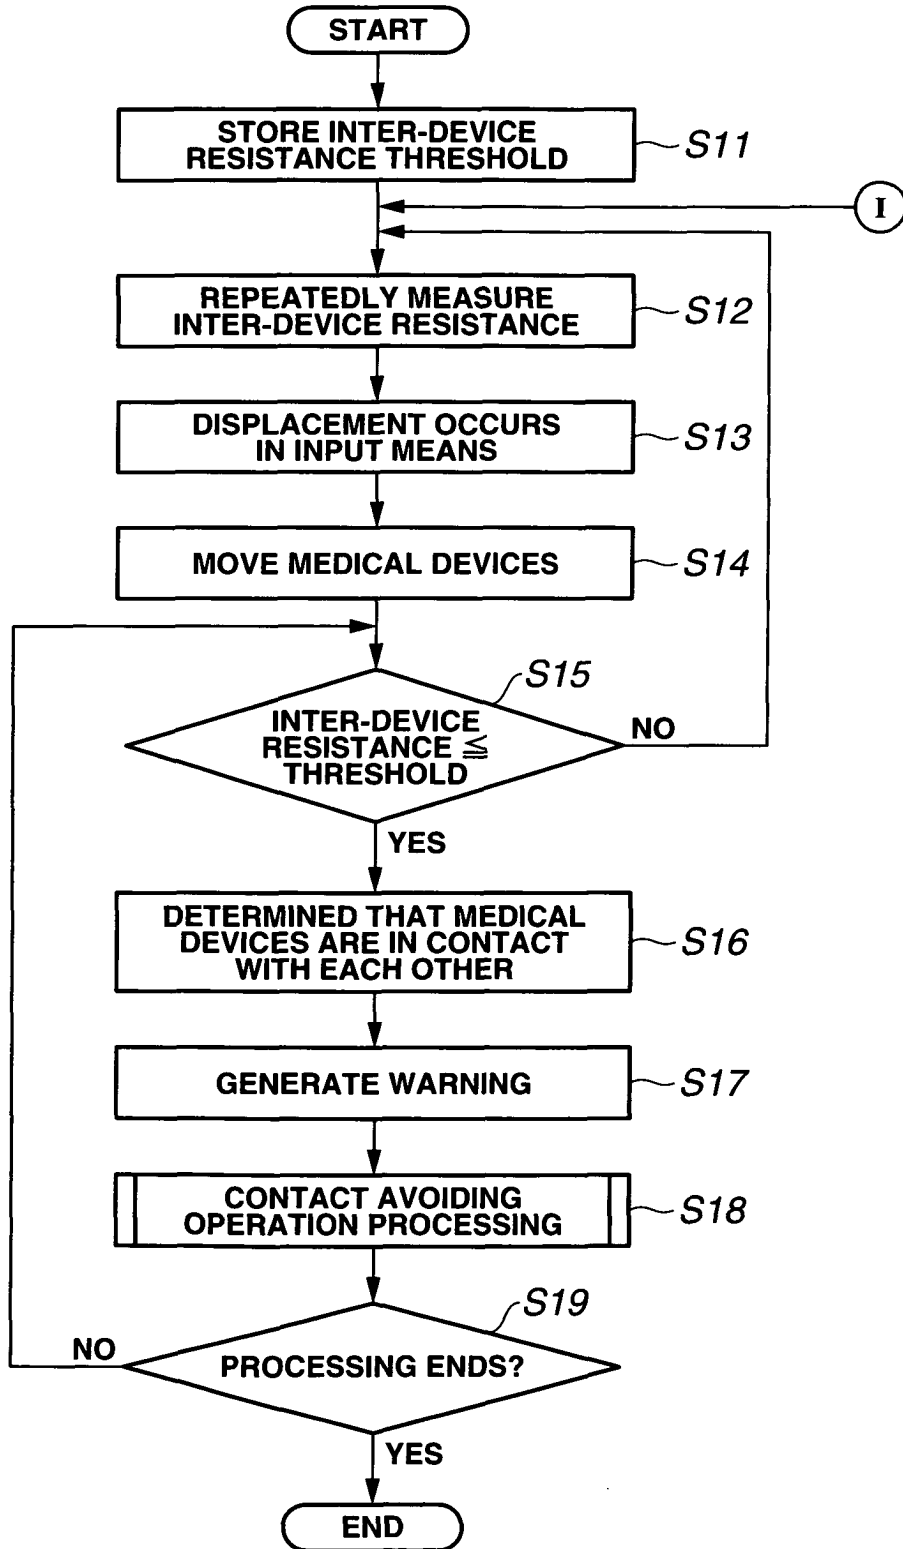 START
STORE INTER-DEVICE
RESISTANCE THRESHOLD
S11
I
REPEATEDLY MEASURE
INTER-DEVICE RESISTANCE
S12
DISPLACEMENT OCCURS
IN INPUT MEANS
S13
MOVE MEDICAL DEVICES
S14
S15
INTER-DEVICE
RESISTANCE ≦
THRESHOLD
NO
YES
DETERMINED THAT MEDICAL
DEVICES ARE IN CONTACT
WITH EACH OTHER
S16
GENERATE WARNING
S17
CONTACT AVOIDING
OPERATION PROCESSING
S18
S19
NO
PROCESSING ENDS?
YES
END